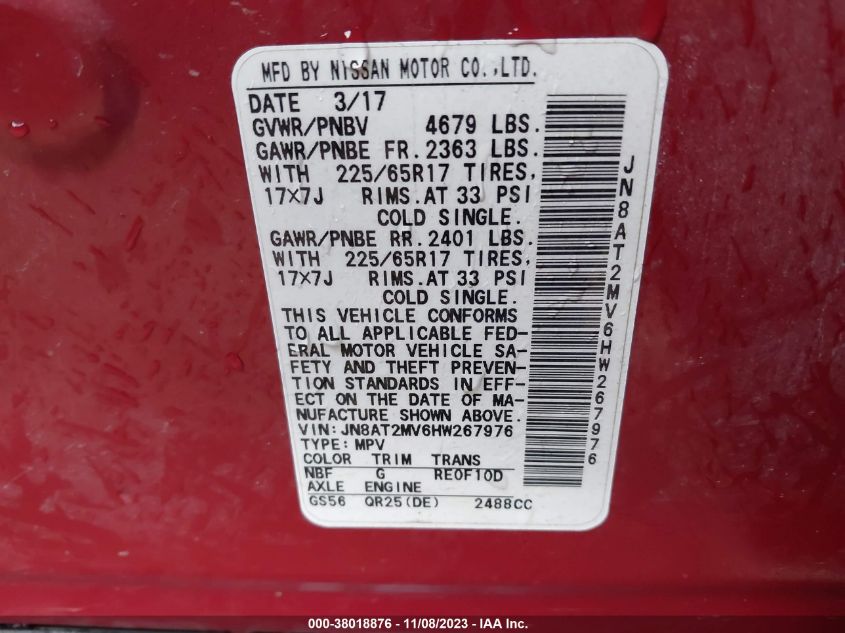 MFD BY NISSAN MOTOR CO.,LTD.
DATE 3/17
GVWR/PNBV 4679 LBS.
GAWR/PNBE FR. 2363 LBS.
WITH 225/65R17 TIRES,
17X7J RIMS.AT 33 PSI
COLD SINGLE.
GAWR/PNBE RR. 2401 LBS.
WITH 225/65R17 TIRES,
17X7J RIMS.AT 33 PSI
COLD SINGLE.
THIS VEHICLE CONFORMS
TO ALL APPLICABLE FED-
ERAL MOTOR VEHICLE SA-
FETY AND THEFT PREVEN-
TION STANDARDS IN EFF-
ECT ON THE DATE OF MA-
NUFACTURE SHOWN ABOVE.
VIN:JN8AT2MV6HW267976
TYPE:MPV
COLOR TRIM TRANS
NBF G RE0F10D
AXLE ENGINE
GS56 QR25(DE) 2488CC
JN8AT2MV6HW267976
000-38018876 - 11/08/2023 - IAA Inc.